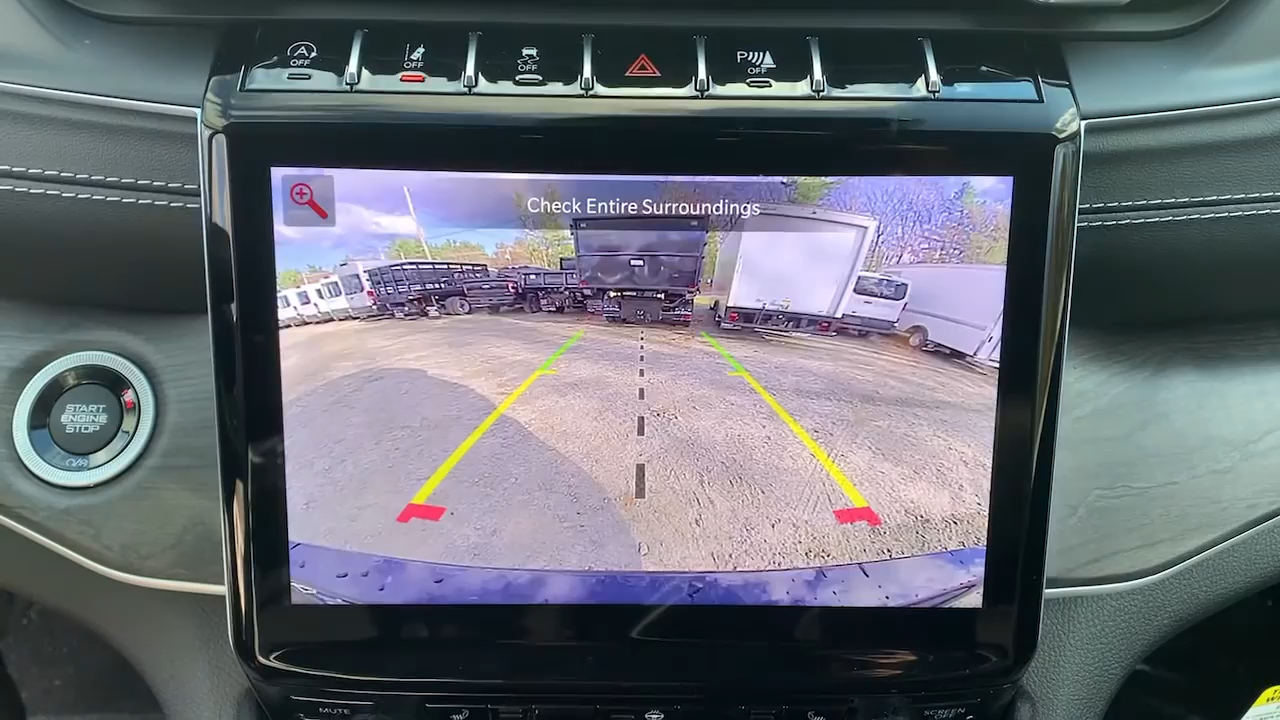 A
OFF
OFF
OFF
P
OFF
Check Entire Surroundings
START
ENGINE
STOP
MUTE
SCREEN
OFF